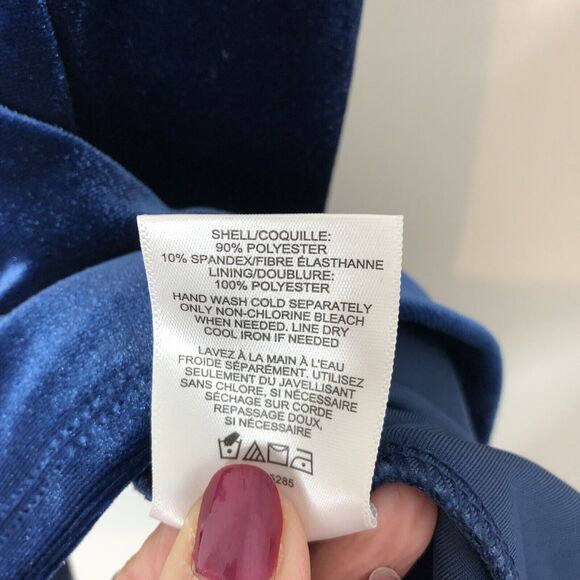 SHELL/COQUILLE:
90% POLYESTER
10% SPANDEX/FIBRE ÉLASTHANNE
LINING/DOUBLURE:
100% POLYESTER
HAND WASH COLD SEPARATELY
ONLY NON-CHLORINE BLEACH
WHEN NEEDED. LINE DRY
COOL IRON IF NEEDED
LAVEZ À LA MAIN À L'EAU
FROIDE SÉPARÉMENT. UTILISEZ
SEULEMENT DU JAVELLISANT
SANS CHLORE, SI NÉCESSAIRE
SÉCHAGE SUR CORDE
REPASSAGE DOUX,
SI NÉCESSAIRE